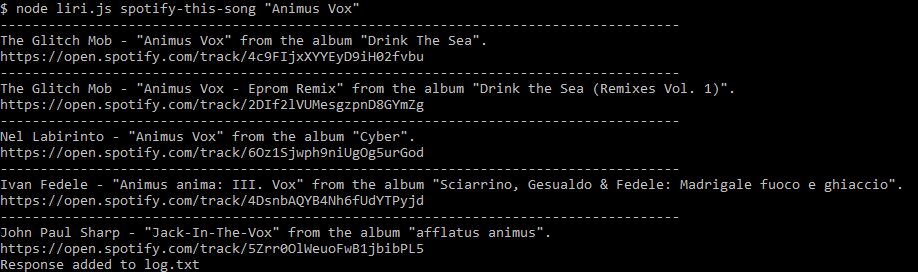 $ node liri.js spotify-this-song "Animus Vox"
--------------------------------------------------------------------------------
The Glitch Mob - "Animus Vox" from the album "Drink The Sea".
https://open.spotify.com/track/4c9FIjxXYYEyD9iH02fvbu
--------------------------------------------------------------------------------
The Glitch Mob - "Animus Vox - Eprom Remix" from the album "Drink the Sea (Remixes Vol. 1)".
https://open.spotify.com/track/2DIf2lVUMesgzpnD8GYmZg
--------------------------------------------------------------------------------
Nel Labirinto - "Animus Vox" from the album "Cyber".
https://open.spotify.com/track/6Oz1Sjwph9niUgOg5urGod
--------------------------------------------------------------------------------
Ivan Fedele - "Animus anima: III. Vox" from the album "Sciarrino, Gesualdo & Fedele: Madrigale fuoco e ghiaccio".
https://open.spotify.com/track/4DsnbAQYB4Nh6fUdYTPyjd
--------------------------------------------------------------------------------
John Paul Sharp - "Jack-In-The-Vox" from the album "afflatus animus".
https://open.spotify.com/track/5Zrr0OlWeuoFwB1jbibPL5
Response added to log.txt